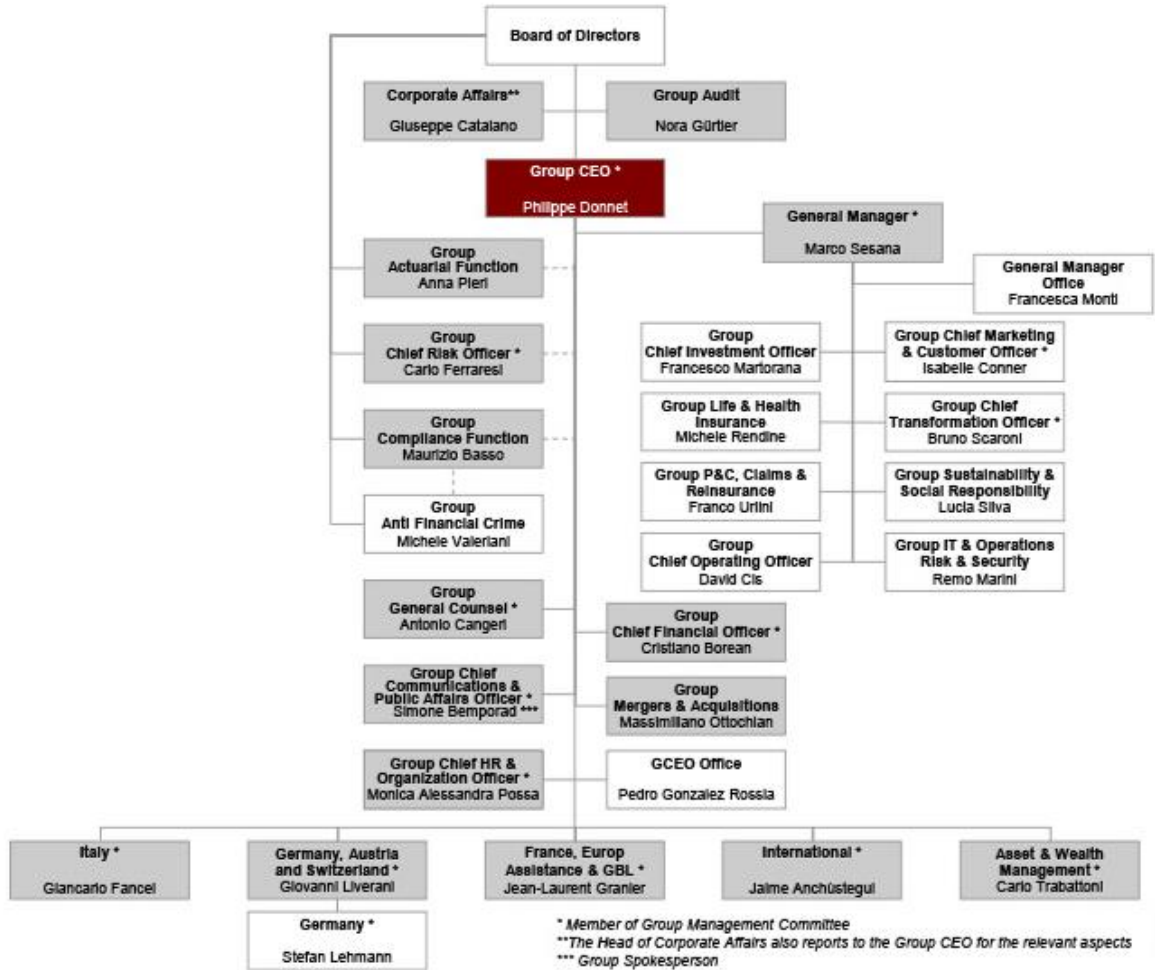 Board of Directors
Corporate Affairs**
Giuseppe Catalano
Group Audit
Nora Gürtler
Group CEO *
Philippe Donnet
General Manager *
Marco Sesana
General Manager
Office
Francesca Monti
Group
Actuarial Function
Anna Pieri
Group
Chief Risk Officer *
Carlo Ferraresi
Group
Compliance Function
Maurizio Basso
Group
Anti Financial Crime
Michele Valeriani
Group
Chief Investment Officer
Francesco Martorana
Group Chief Marketing
& Customer Officer *
Isabelle Conner
Group Life & Health
Insurance
Michele Rendine
Group Chief
Transformation Officer *
Bruno Scaroni
Group P&C, Claims &
Reinsurance
Franco Urlini
Group Sustainability &
Social Responsibility
Lucia Silva
Group
Chief Operating Officer
David Cis
Group IT & Operations
Risk & Security
Remo Marini
Group
General Counsel *
Antonio Cangeri
Group
Chief Financial Officer *
Cristiano Borean
Group Chief
Communications &
Public Affairs Officer *
Simone Bemporad ***
Group
Mergers & Acquisitions
Massimiliano Ottochian
Group Chief HR &
Organization Officer *
Monica Alessandra Possa
GCEO Office
Pedro Gonzalez Rossia
Italy *
Giancarlo Fancel
Germany, Austria
and Switzerland *
Giovanni Liverani
France, Europ
Assistance & GBL *
Jean-Laurent Granier
International *
Jaime Anchústegui
Asset & Wealth
Management *
Carlo Trabattoni
Germany *
Stefan Lehmann
* Member of Group Management Committee
**The Head of Corporate Affairs also reports to the Group CEO for the relevant aspects
*** Group Spokesperson